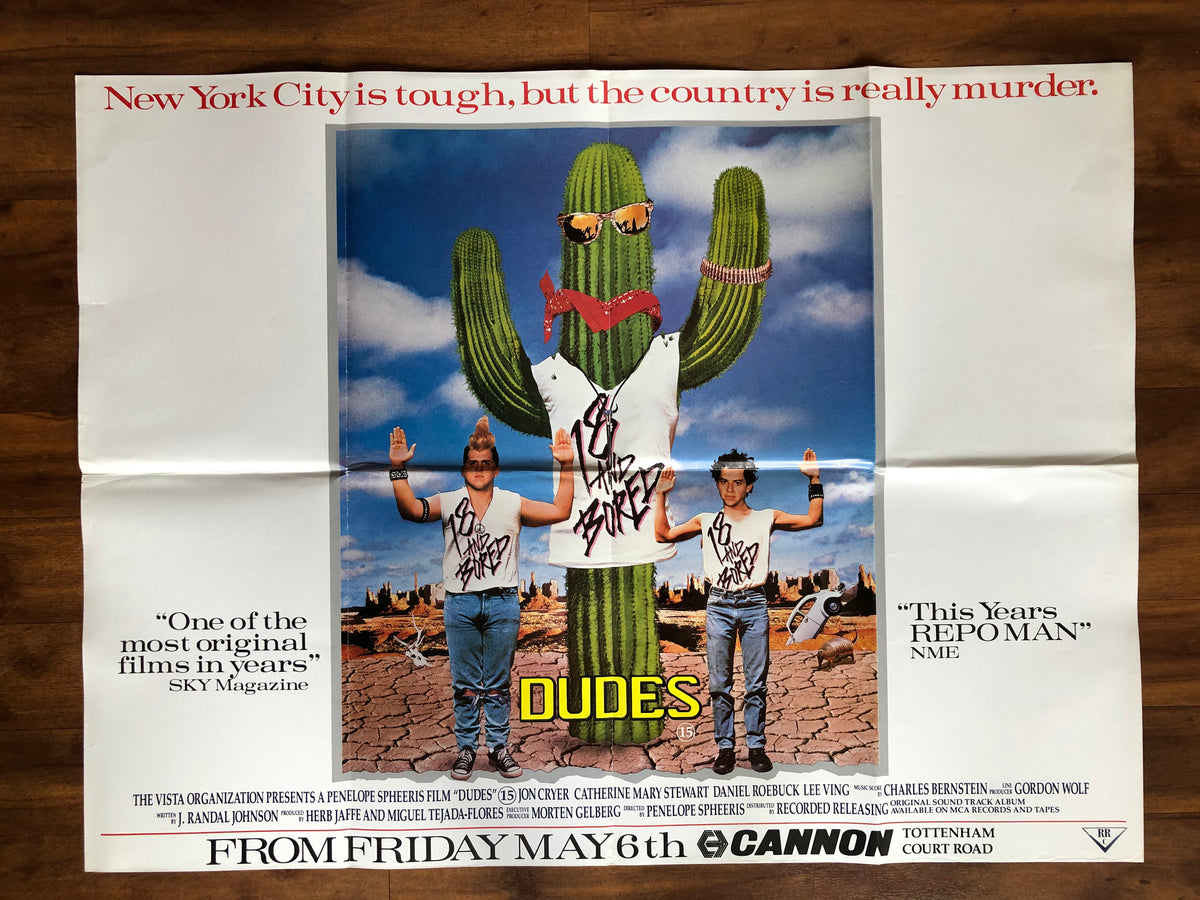 New York City is tough, but the country is really murder.
18
AND
BORED
18
AND
BORED
18
AND
BORED
"One of the
most original
films in years"
SKY Magazine
"This Years
REPO MAN"
NME
DUDES
15
THE VISTA ORGANIZATION PRESENTS A PENELOPE SPHEERIS FILM "DUDES" 15 JON CRYER CATHERINE MARY STEWART DANIEL ROEBUCK LEE VING MUSIC SCORE BY CHARLES BERNSTEIN LINE PRODUCER GORDON WOLF
WRITTEN BY J. RANDAL JOHNSON PRODUCED BY HERB JAFFE AND MIGUEL TEJADA-FLORES EXECUTIVE PRODUCER MORTEN GELBERG DIRECTED BY PENELOPE SPHEERIS DISTRIBUTED BY RECORDED RELEASING ORIGINAL SOUND TRACK ALBUM AVAILABLE ON MCA RECORDS AND TAPES
FROM FRIDAY MAY 6th CANNON TOTTENHAM COURT ROAD
RR